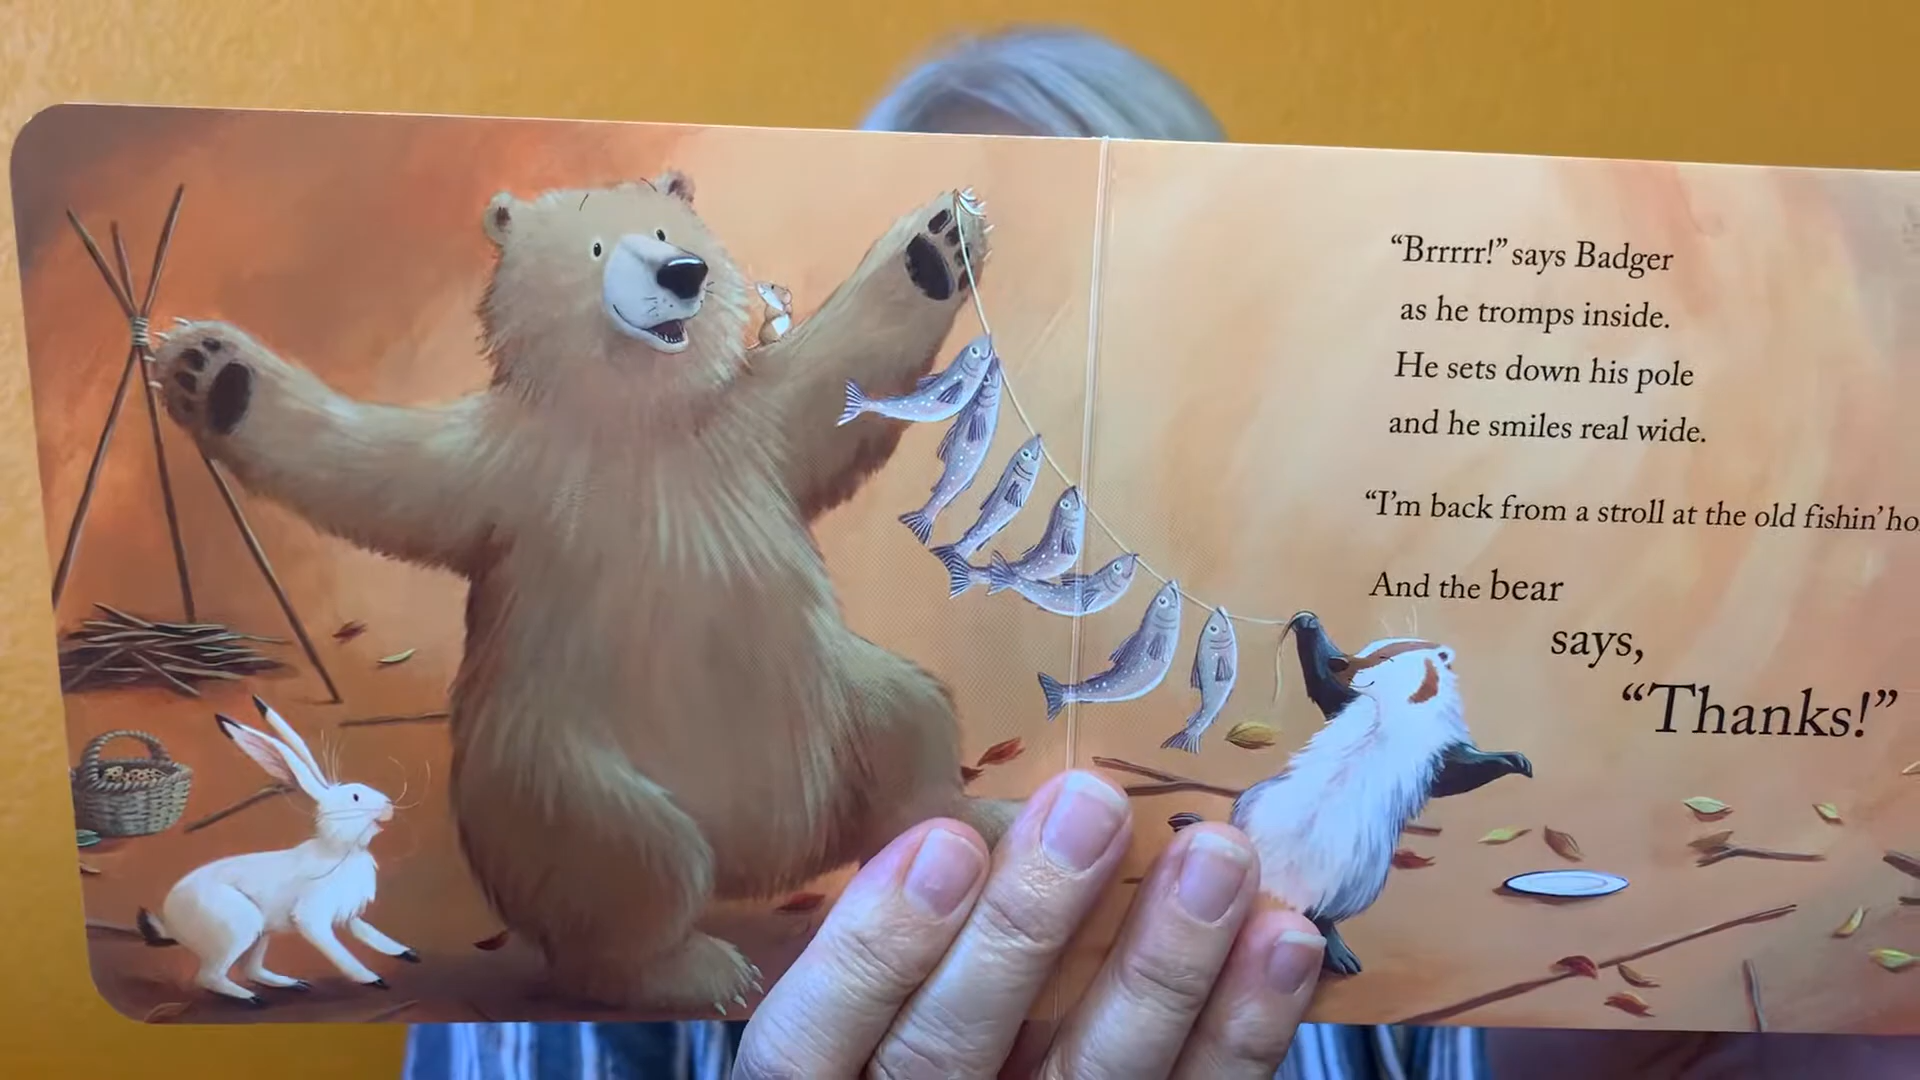 “Brrrrr!” says Badger
as he tromps inside.
He sets down his pole
and he smiles real wide.
“I’m back from a stroll at the old fishin’
And the bear
says,
“Thanks!”